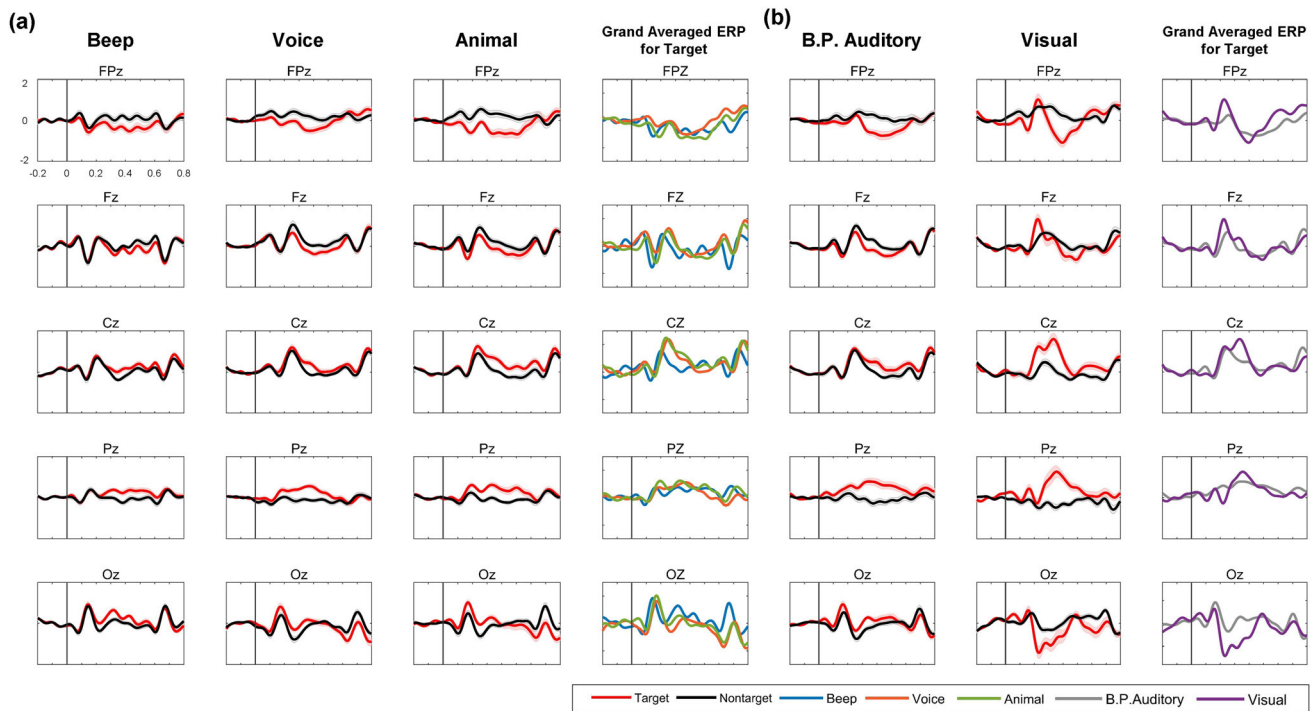 (a)
Beep
Voice
Animal
Grand Averaged ERP
for Target
(b)
B.P. Auditory
Visual
Grand Averaged ERP
for Target
FPz
FPz
FPz
FPZ
FPz
FPz
FPz
2
0
-2
-0.2 0 0.2 0.4 0.6 0.8
Fz
Fz
Fz
FZ
Fz
Fz
Fz
Cz
Cz
Cz
CZ
Cz
Cz
Cz
Pz
Pz
Pz
PZ
Pz
Pz
Pz
Oz
Oz
Oz
OZ
Oz
Oz
Oz
Target Nontarget Beep Voice Animal B.P.Auditory Visual